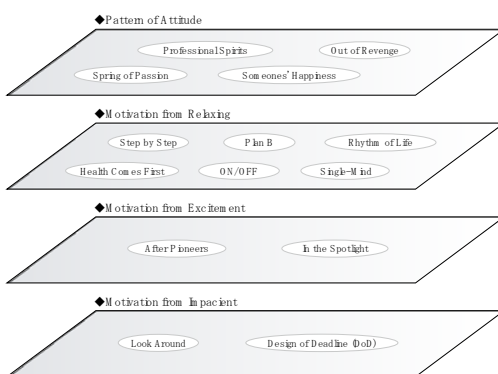 ◆Pattern of Attitude
Professional Spirits
Out of Revenge
Spring of Passion
Someones' Happiness
◆Motivation from Relaxing
Step by Step
Plan B
Rhythm of Life
Health Comes First
ON/OFF
Single-Mind
◆Motivation from Excitement
After Pioneers
In the Spotlight
◆Motivation from Impacient
Look Around
Design of Deadline (DoD)